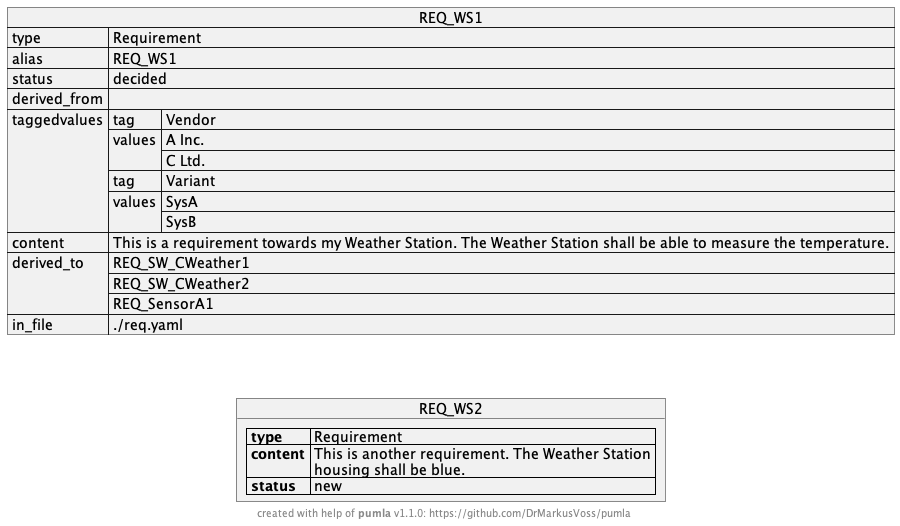 REQ_WS1
type Requirement
alias REQ_WS1
status decided
derived_from
taggedvalues tag Vendor
values A Inc.
C Ltd.
tag Variant
values SysA
SysB
content This is a requirement towards my Weather Station. The Weather Station shall be able to measure the temperature.
derived_to REQ_SW_CWeather1
REQ_SW_CWeather2
REQ_SensorA1
in_file ./req.yaml
REQ_WS2
type Requirement
content This is another requirement. The Weather Station
housing shall be blue.
status new
created with help of pumla v1.1.0: https://github.com/DrMarkusVoss/pumla